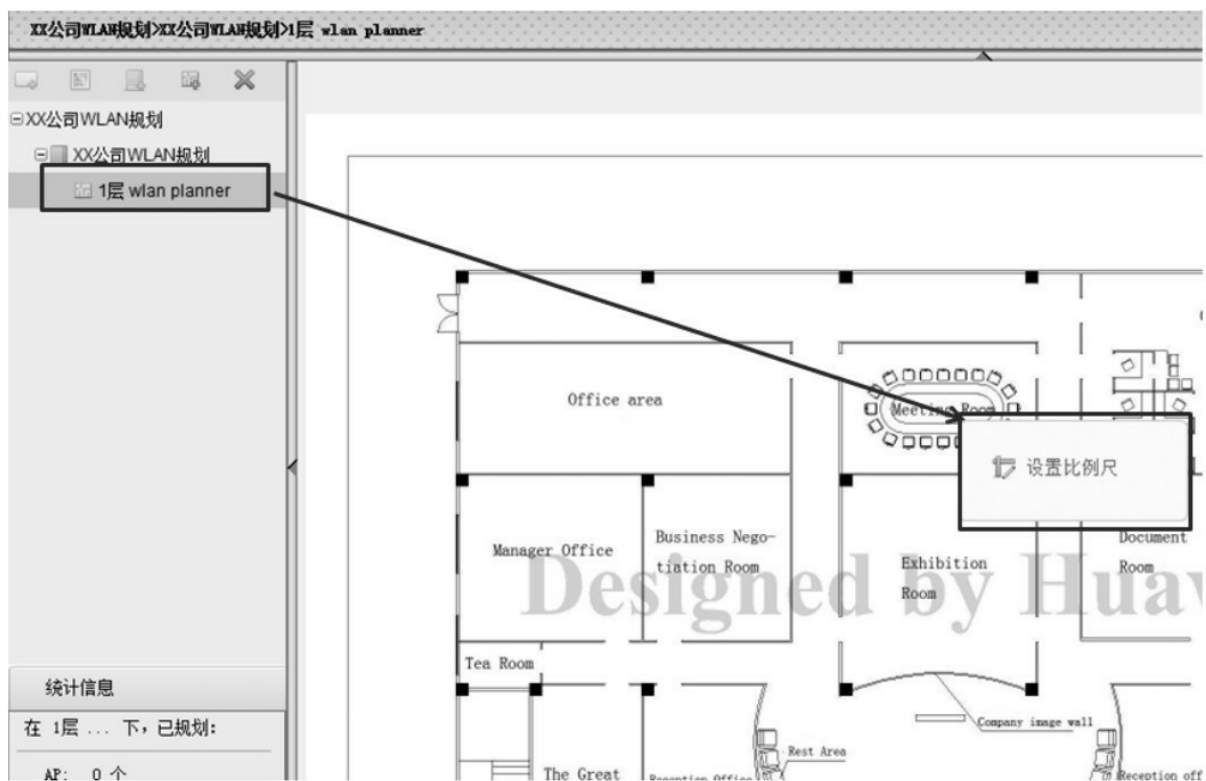 XX公司WLAN规划>XX公司WLAN规划>1层 wlan planner
XX公司WLAN规划
XX公司WLAN规划
1层 wlan planner
Office area
Meeting Room
设置比例尺
Manager Office
Business Nego-
tiation Room
Exhibition
Room
Document
Room
Designed by Huaw
Tea Room
Company image wall
Rest Area
The Great
Reception Office
Reception off
统计信息
在 1层 ... 下，已规划：
AP: 0 个